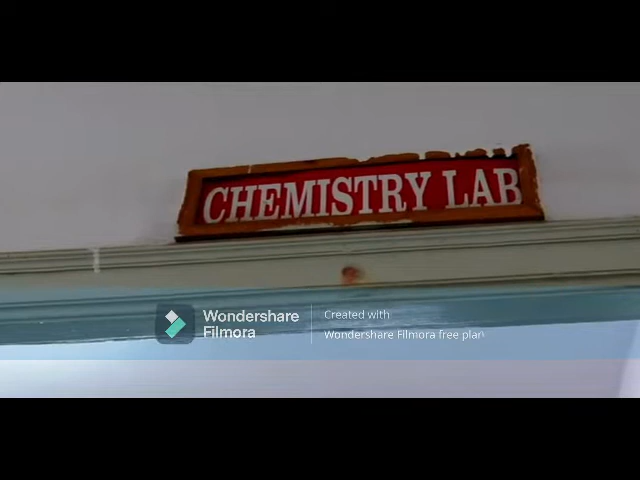 CHEMISTRY LAB
Wondershare
Filmora
Created with
Wondershare Filmora free plan